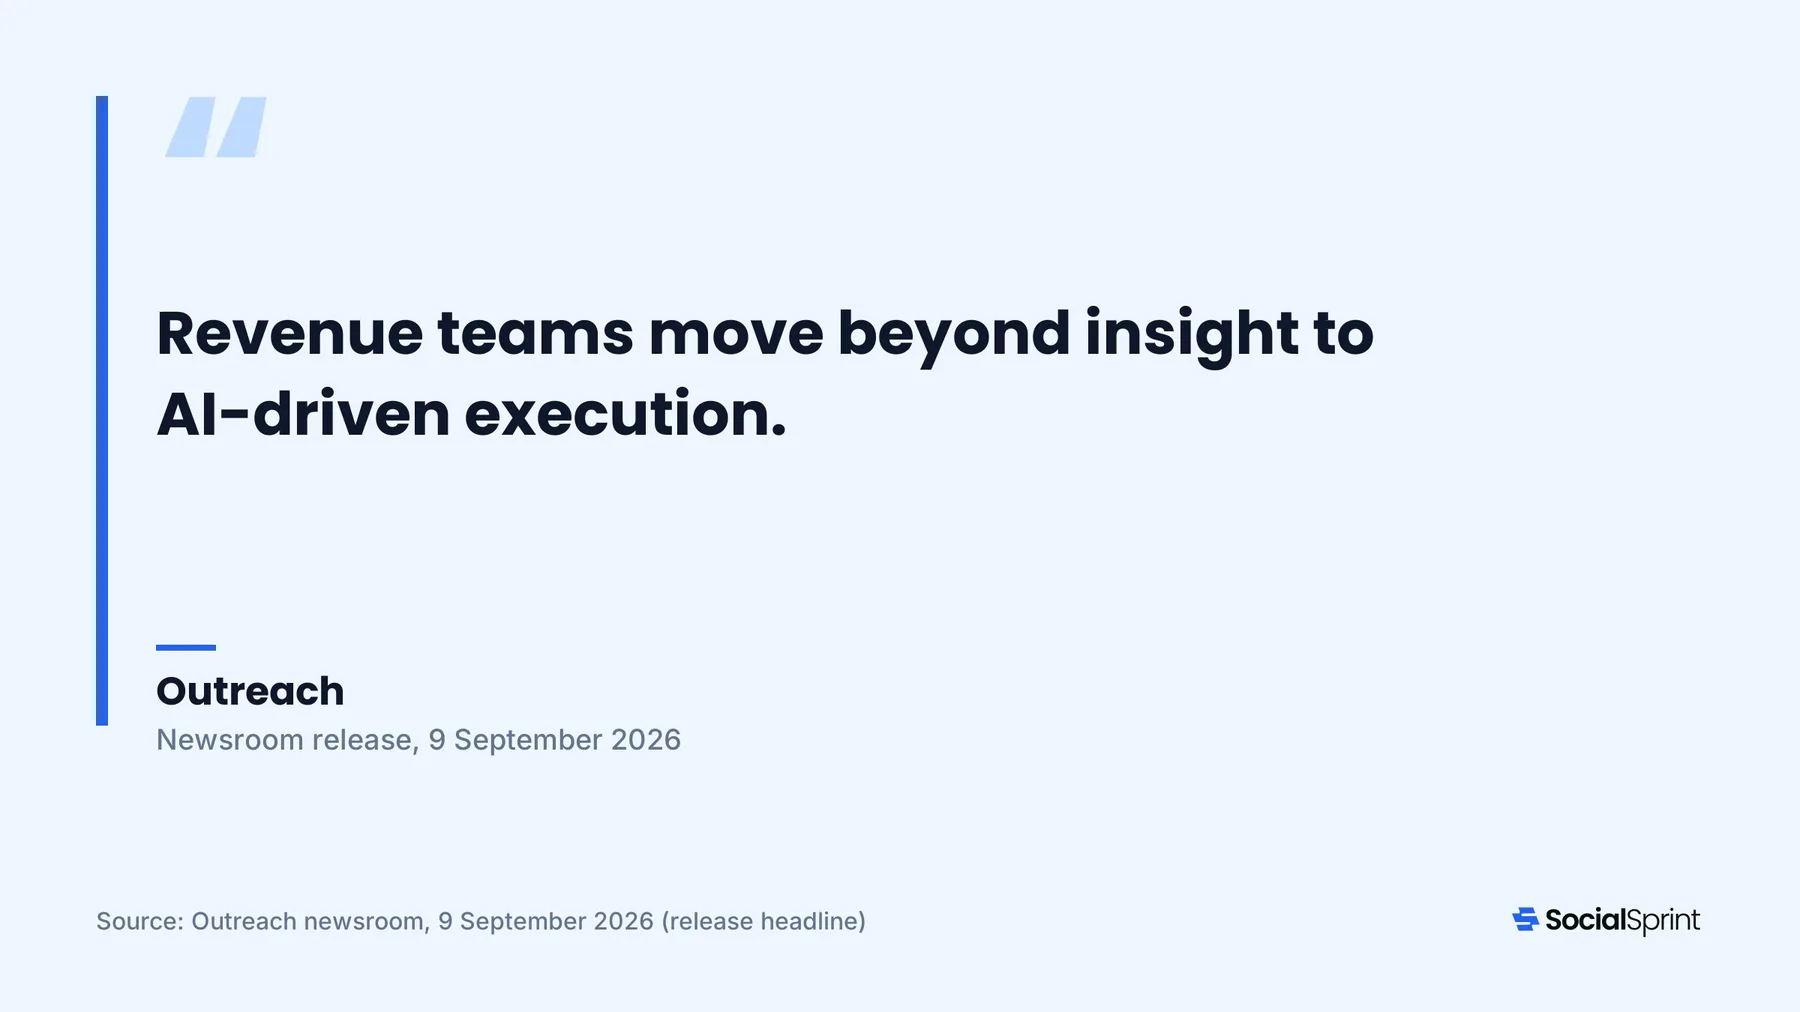 Revenue teams move beyond insight to
AI-driven execution.
Outreach
Newsroom release, 9 September 2026
Source: Outreach newsroom, 9 September 2026 (release headline)
SocialSprint